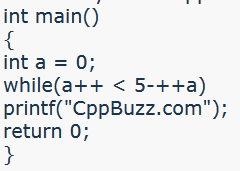 int main()
{
int a = 0;
while(a++ < 5-++a)
printf("CppBuzz.com");
return 0;
}